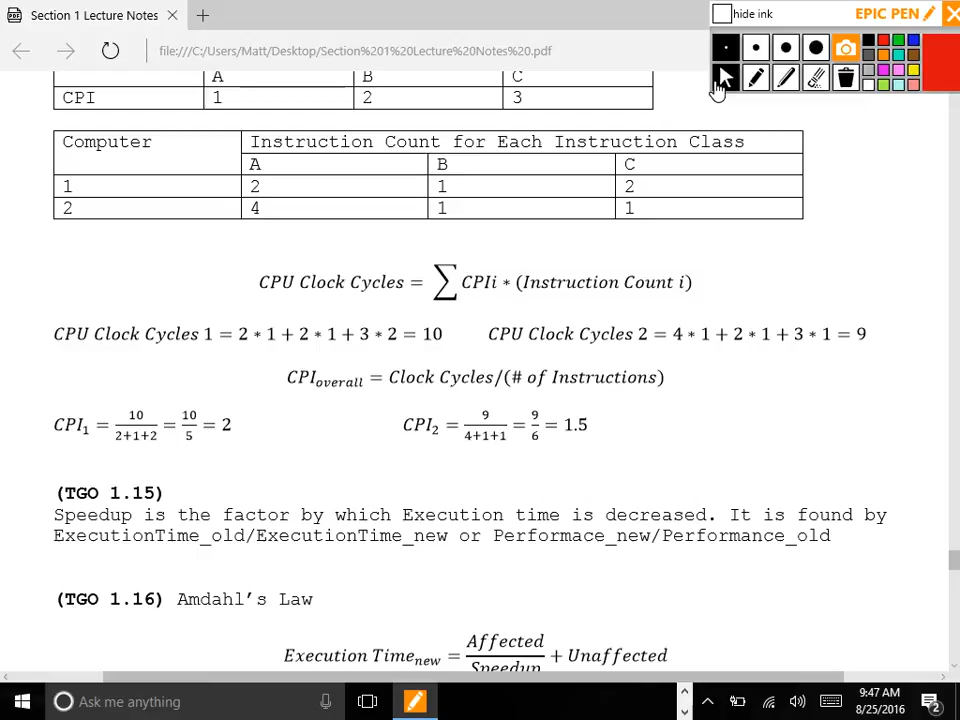 Section 1 Lecture Notes
hide ink
EPIC PEN
file:///C:/Users/Matt/Desktop/Section%201%20Lecture%20Notes%20.pdf
A B C
CPI 1 2 3
Computer Instruction Count for Each Instruction Class
A B C
1 2 1 2
2 4 1 1
CPU Clock Cycles = ∑ CPIi ∗ (Instruction Count i)
CPU Clock Cycles 1 = 2 ∗ 1 + 2 ∗ 1 + 3 ∗ 2 = 10 CPU Clock Cycles 2 = 4 ∗ 1 + 2 ∗ 1 + 3 ∗ 1 = 9
CPI_overall = Clock Cycles/(# of Instructions)
CPI₁ = 10/(2+1+2) = 10/5 = 2 CPI₂ = 9/(4+1+1) = 9/6 = 1.5
(TGO 1.15)
Speedup is the factor by which Execution time is decreased. It is found by
ExecutionTime_old/ExecutionTime_new or Performace_new/Performance_old
(TGO 1.16) Amdahl's Law
Execution Time_new = Affected/Speedup + Unaffected
Ask me anything
9:47 AM
8/25/2016
2